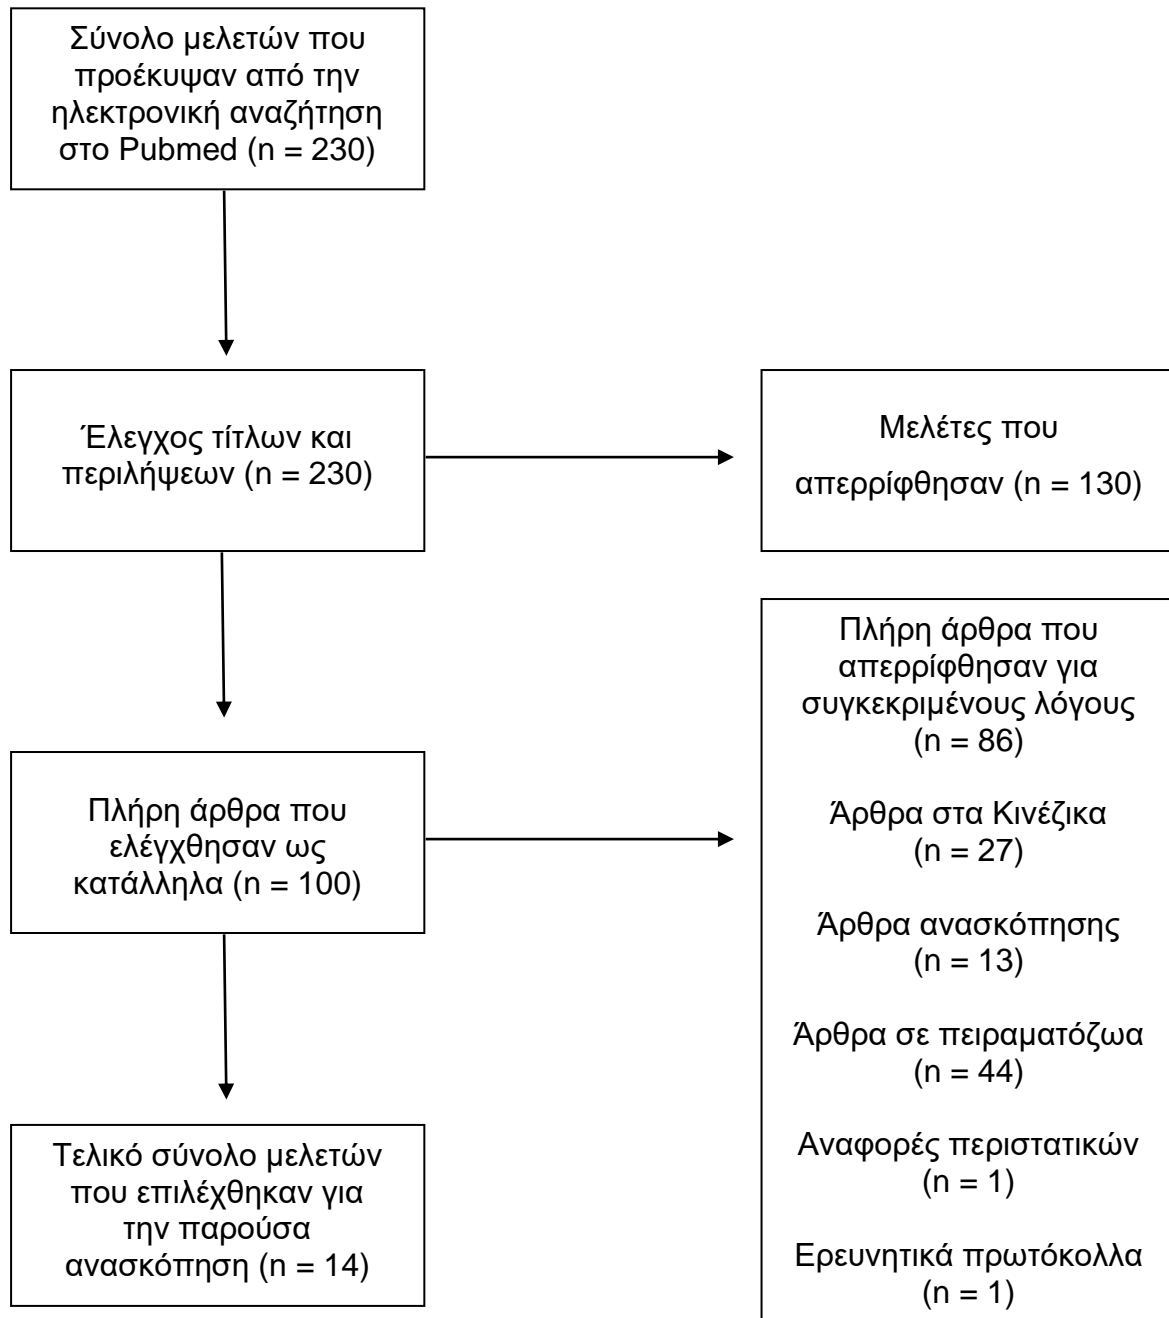 Σύνολο μελετών που
προέκυψαν από την
ηλεκτρονική αναζήτηση
στο Pubmed (n = 230)
Έλεγχος τίτλων και
περιλήψεων (n = 230)
Μελέτες που
απερρίφθησαν (n = 130)
Πλήρη άρθρα που
ελέγχθησαν ως
κατάλληλα (n = 100)
Πλήρη άρθρα που
απερρίφθησαν για
συγκεκριμένους λόγους
(n = 86)
Άρθρα στα Κινέζικα
(n = 27)
Άρθρα ανασκόπησης
(n = 13)
Άρθρα σε πειραματόζωα
(n = 44)
Αναφορές περιστατικών
(n = 1)
Ερευνητικά πρωτόκολλα
(n = 1)
Τελικό σύνολο μελετών
που επιλέχθηκαν για
την παρούσα
ανασκόπηση (n = 14)